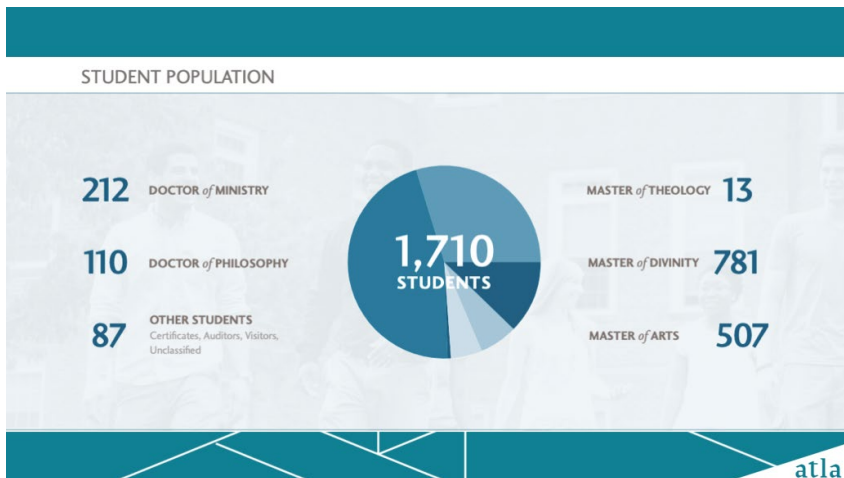 STUDENT POPULATION
212 DOCTOR of MINISTRY
110 DOCTOR of PHILOSOPHY
87 OTHER STUDENTS
Certificates, Auditors, Visitors,
Unclassified
1,710
STUDENTS
MASTER of THEOLOGY 13
MASTER of DIVINITY 781
MASTER of ARTS 507
atla